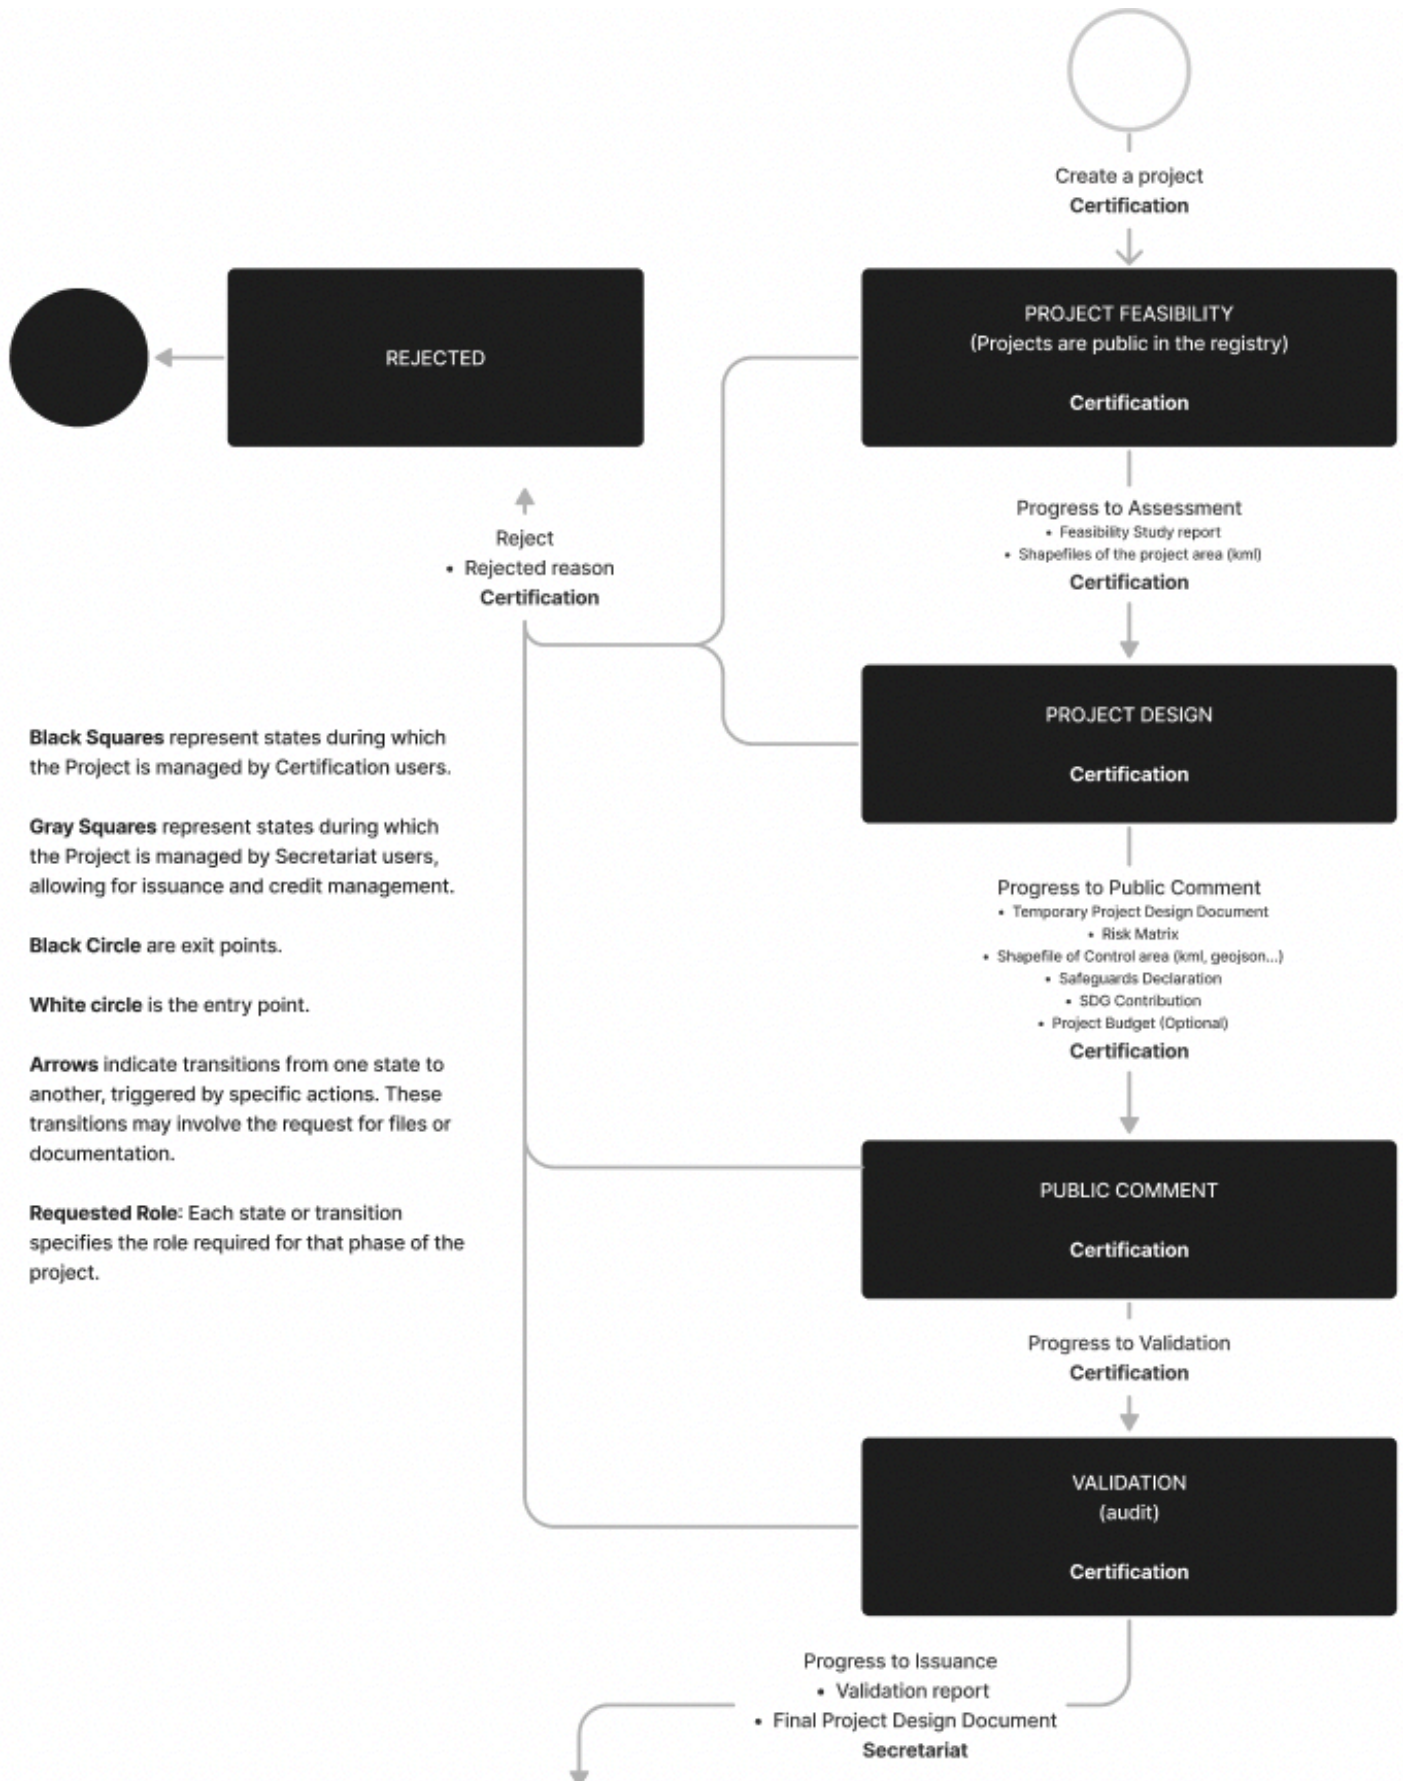 Create a project
Certification
PROJECT FEASIBILITY
(Projects are public in the registry)
Certification
REJECTED
Progress to Assessment
• Feasibility Study report
• Shapefiles of the project area (kml)
Certification
Reject
• Rejected reason
Certification
PROJECT DESIGN
Certification
Black Squares represent states during which
the Project is managed by Certification users.
Gray Squares represent states during which
the Project is managed by Secretariat users,
allowing for issuance and credit management.
Black Circle are exit points.
White circle is the entry point.
Arrows indicate transitions from one state to
another, triggered by specific actions. These
transitions may involve the request for files or
documentation.
Requested Role: Each state or transition
specifies the role required for that phase of the
project.
Progress to Public Comment
• Temporary Project Design Document
• Risk Matrix
• Shapefile of Control area (kml, geojson...)
• Safeguards Declaration
• SDG Contribution
• Project Budget (Optional)
Certification
PUBLIC COMMENT
Certification
Progress to Validation
Certification
VALIDATION
(audit)
Certification
Progress to Issuance
• Validation report
• Final Project Design Document
Secretariat